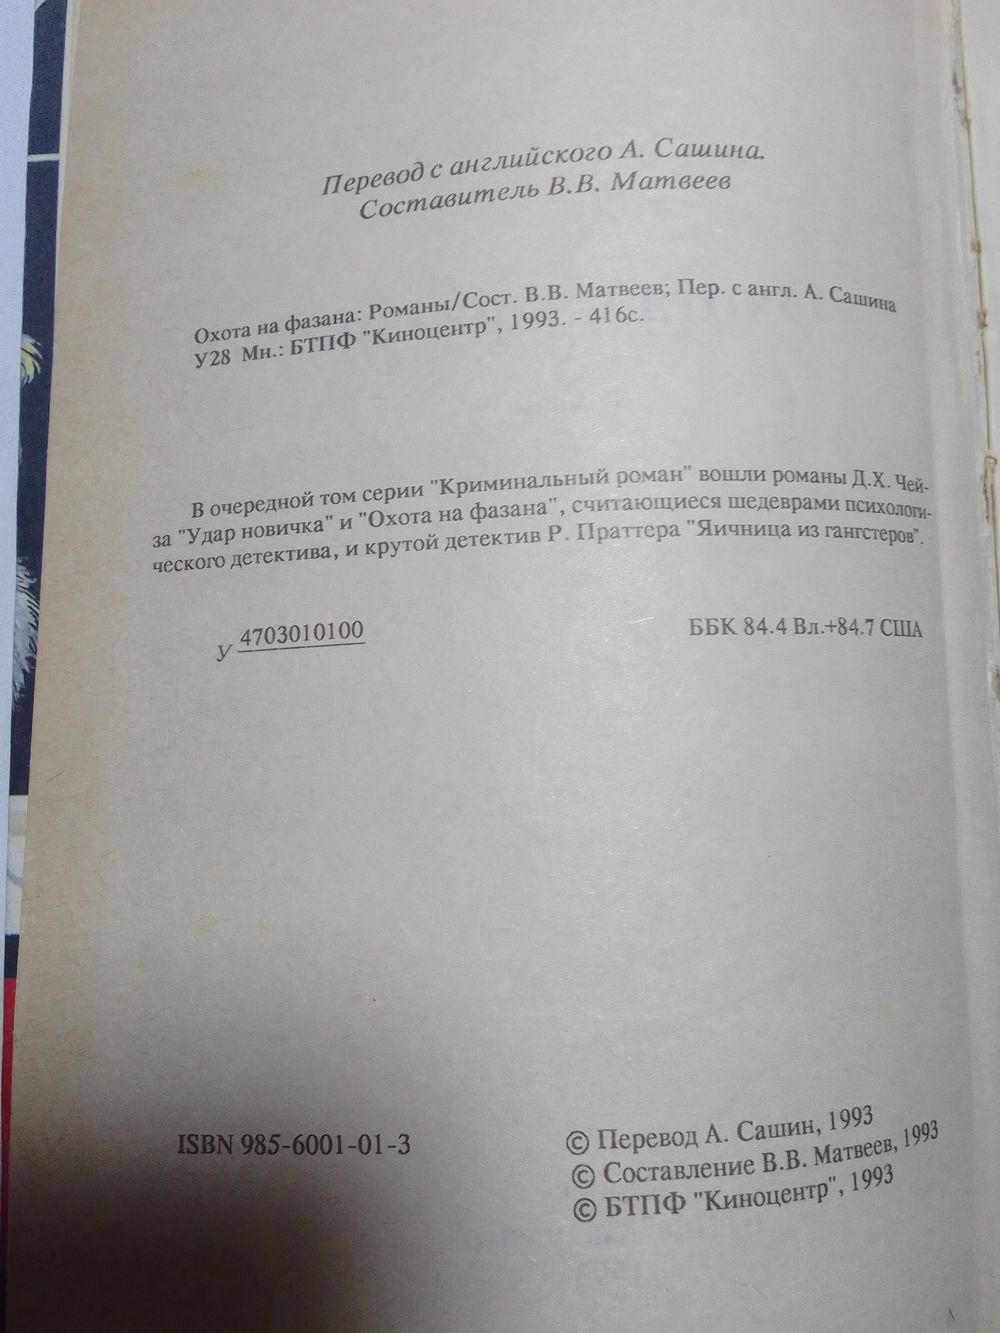 Перевод с английского А. Сашина.
Составитель В.В. Матвеев
Охота на фазана: Романы/Сост. В.В. Матвеев; Пер. с англ. А. Сашина
У28 Мн.: БТПФ "Киноцентр", 1993. - 416с.
В очередной том серии "Криминальный роман" вошли романы Д.Х. Чей-
за "Удар новичка" и "Охота на фазана", считающиеся шедеврами психологи-
ческого детектива, и крутой детектив Р. Праттера "Яичница из гангстеров".
У 4703010100
ББК 84.4 Вл.+84.7 США
ISBN 985-6001-01-3
© Перевод А. Сашин, 1993
© Составление В.В. Матвеев, 1993
© БТПФ "Киноцентр", 1993